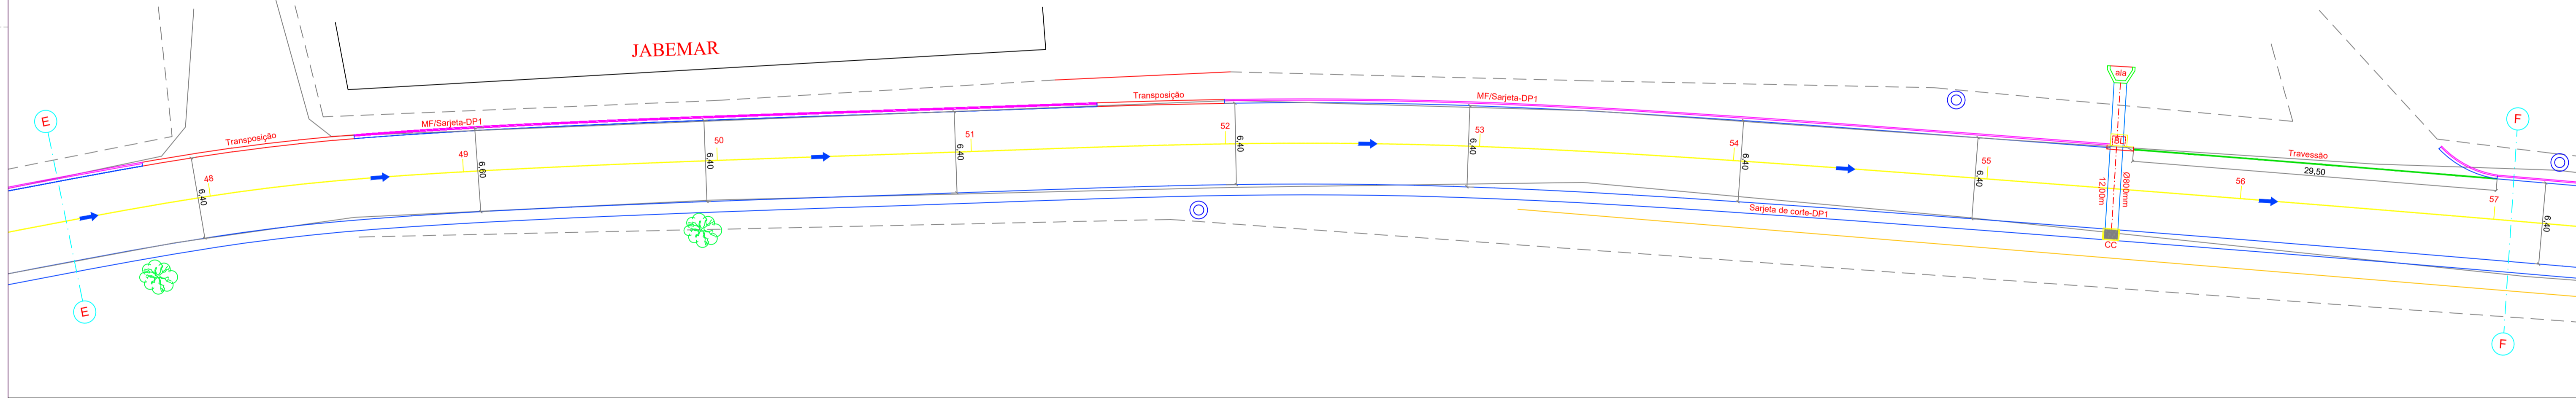 JABEMAR
E
Transposição
MF/Sarjeta-DP1
Transposição
MF/Sarjeta-DP1
ala
BL
Travessão
29,50
F
48
49
50
51
52
53
54
55
56
57
6,40
6,60
6,40
6,40
6,40
6,40
6,40
6,40
6,40
12,00m
Ø800mm
CC
Sarjeta de corte-DP1
E
F